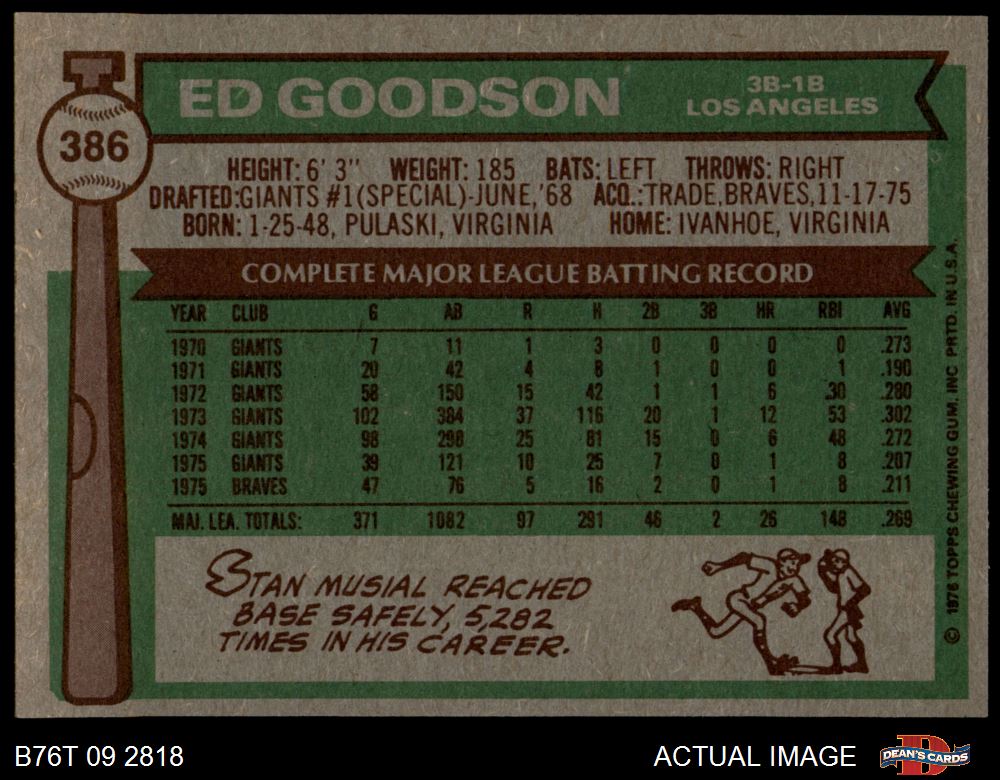 386
ED GOODSON
3B-1B
LOS ANGELES
HEIGHT: 6' 3" WEIGHT: 185 BATS: LEFT THROWS: RIGHT
DRAFTED: GIANTS #1(SPECIAL)-JUNE,'68 ACQ.: TRADE, BRAVES, 11-17-75
BORN: 1-25-48, PULASKI, VIRGINIA HOME: IVANHOE, VIRGINIA
COMPLETE MAJOR LEAGUE BATTING RECORD
YEAR CLUB G AB R H 2B 3B HR RBI AVG
1970 GIANTS 7 11 1 3 0 0 0 0 .273
1971 GIANTS 20 42 4 8 1 0 0 1 .190
1972 GIANTS 58 150 15 42 1 1 6 30 .280
1973 GIANTS 102 384 37 116 20 1 12 53 .302
1974 GIANTS 98 298 25 81 15 0 6 48 .272
1975 GIANTS 39 121 10 25 7 0 1 8 .207
1975 BRAVES 47 76 5 16 2 0 1 8 .211
MAJ. LEA. TOTALS: 371 1082 97 291 46 2 26 148 .269
STAN MUSIAL REACHED
BASE SAFELY, 5,282
TIMES IN HIS CAREER.
© 1976 TOPPS CHEWING GUM, INC PRTD. IN U.S.A.
B76T 09 2818
ACTUAL IMAGE
DEAN'S CARDS